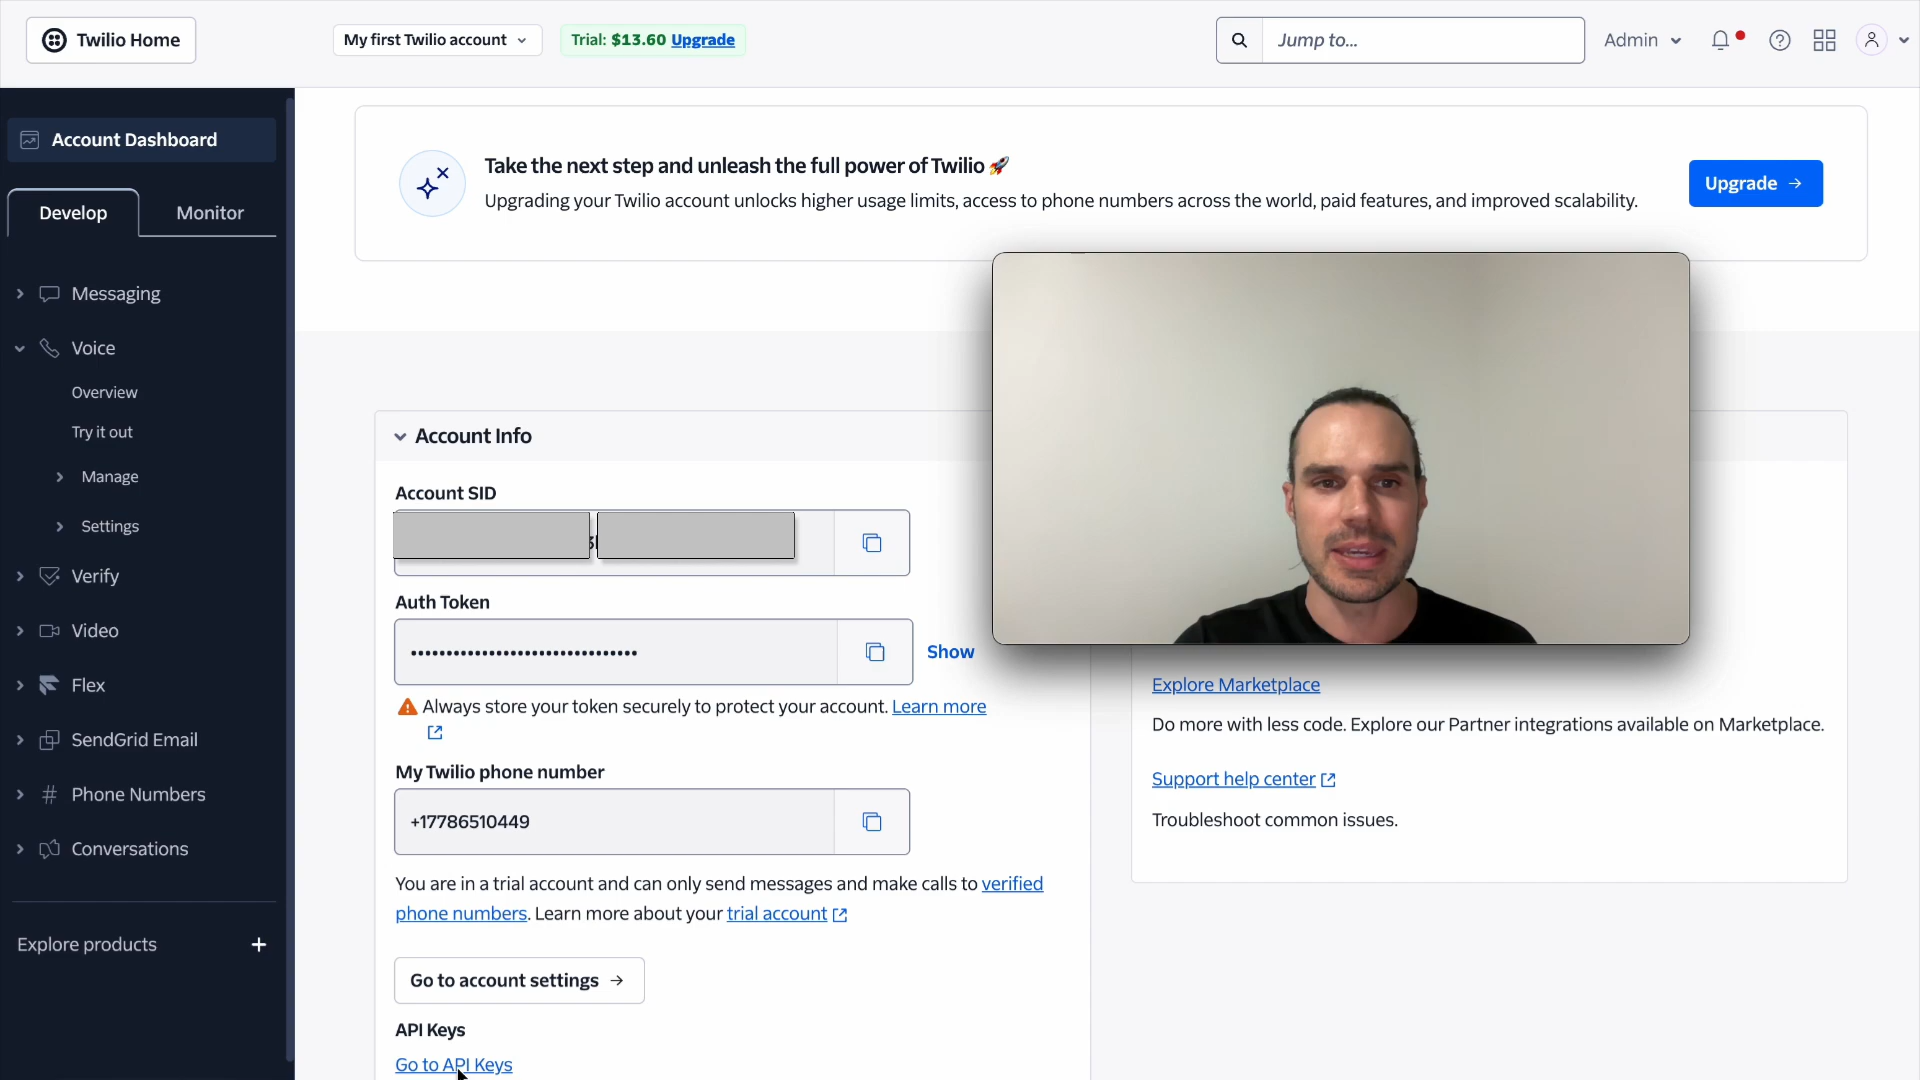 Twilio Home
My first Twilio account
Trial: $13.60 Upgrade
Jump to...
Admin
Account Dashboard
Develop
Monitor
Messaging
Voice
Overview
Try it out
Manage
Settings
Verify
Video
Flex
SendGrid Email
Phone Numbers
Conversations
Explore products
Take the next step and unleash the full power of Twilio 🚀
Upgrading your Twilio account unlocks higher usage limits, access to phone numbers across the world, paid features, and improved scalability.
Upgrade
Account Info
Account SID
Auth Token
••••••••••••••••••••••••••••••••
Show
Always store your token securely to protect your account. Learn more
My Twilio phone number
+17786510449
You are in a trial account and can only send messages and make calls to verified
phone numbers. Learn more about your trial account
Go to account settings
API Keys
Go to API Keys
Explore Marketplace
Do more with less code. Explore our Partner integrations available on Marketplace.
Support help center
Troubleshoot common issues.